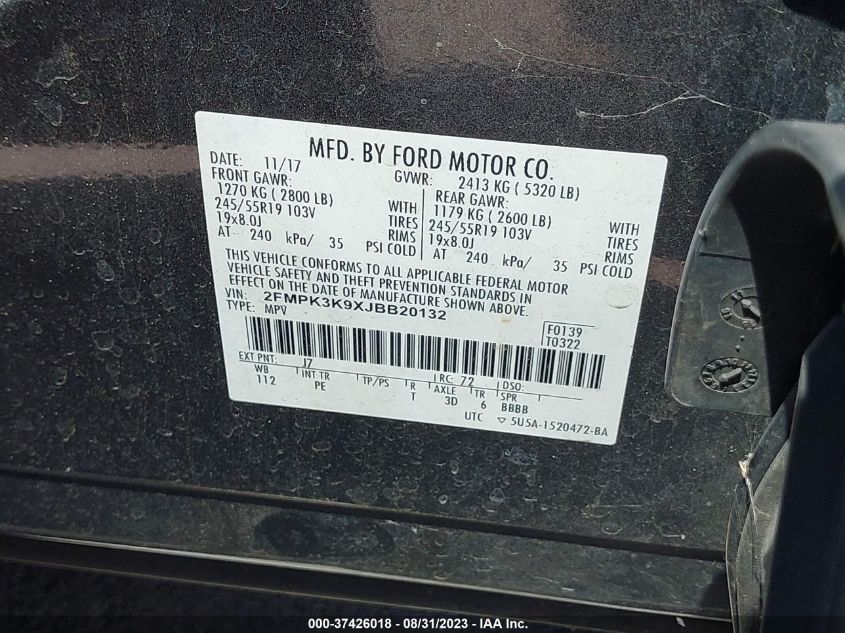 MFD. BY FORD MOTOR CO.
DATE: 11/17 GVWR: 2413 KG ( 5320 LB)
FRONT GAWR: REAR GAWR:
1270 KG ( 2800 LB) WITH 1179 KG ( 2600 LB) WITH
245/55R19 103V TIRES 245/55R19 103V TIRES
19x8.0J RIMS 19x8.0J RIMS
AT 240 kPa/ 35 PSI COLD AT 240 kPa/ 35 PSI COLD
THIS VEHICLE CONFORMS TO ALL APPLICABLE FEDERAL MOTOR
VEHICLE SAFETY AND THEFT PREVENTION STANDARDS IN
EFFECT ON THE DATE OF MANUFACTURE SHOWN ABOVE.
VIN: 2FMPK3K9XJBB20132
TYPE: MPV
F0139
T0322
EXT PNT: J7 RC: 72 DSO:
WB INT TR TP/PS R AXLE TR SPR
112 PE T 3D 6 BBBB
UTC ▽ 5U5A-1520472-BA
000-37426018 - 08/31/2023 - IAA Inc.